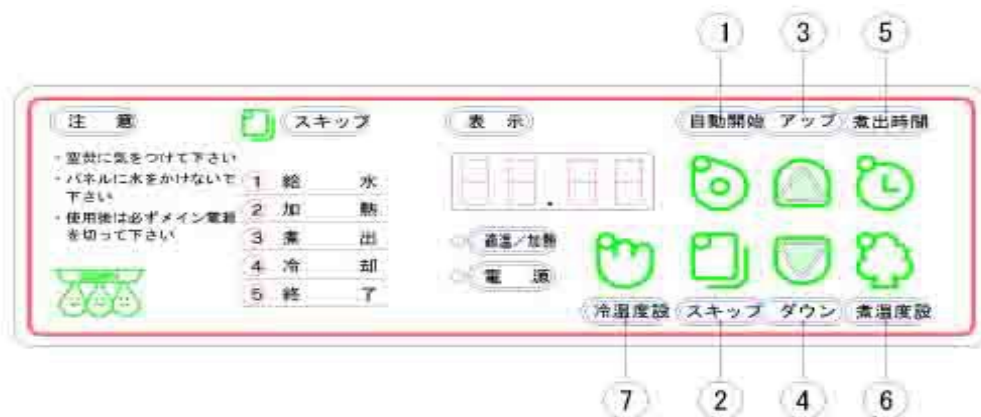 1 3 5
注 意
スキップ
表 示
自動開始 アップ 煮出時間
・空焚に気をつけて下さい
・パネルに水をかけないで
下さい
・使用後は必ずメイン電源
を切って下さい
1 給 水
2 加 熱
3 煮 出
4 冷 却
5 終 了
適温／加熱
電 源
冷温度設 スキップ ダウン 煮温度設
7 2 4 6